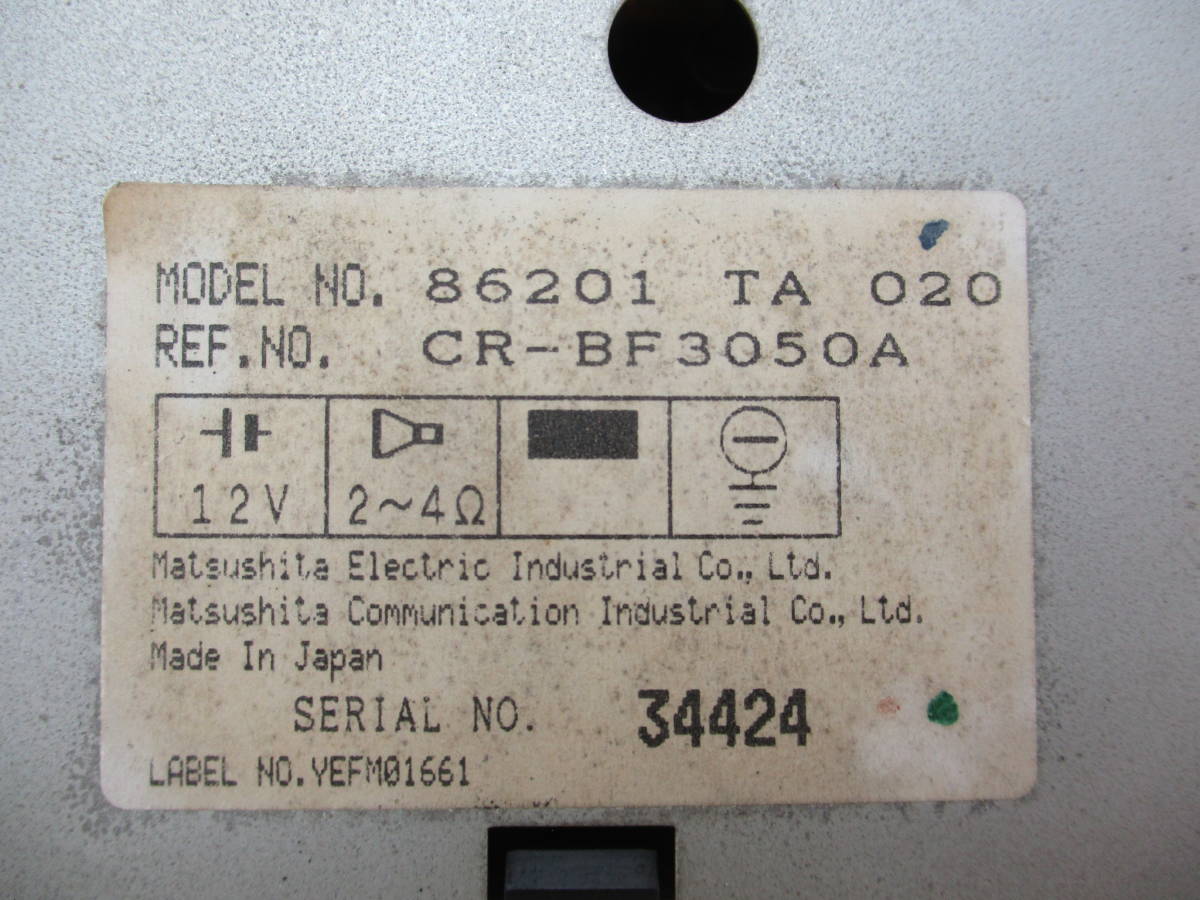 MODEL NO. 86201 TA 020
REF.NO. CR-BF3050A
12V 2~4Ω
Matsushita Electric Industrial Co., Ltd.
Matsushita Communication Industrial Co., Ltd.
Made In Japan
SERIAL NO. 34424
LABEL NO.YEFM01661